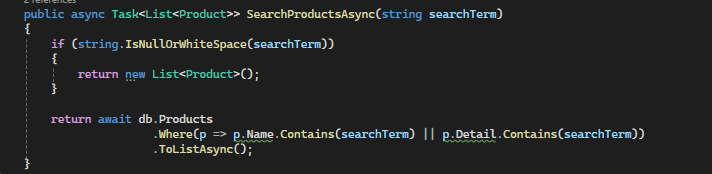 2 references
public async Task<List<Product>> SearchProductsAsync(string searchTerm)
{
if (string.IsNullOrWhiteSpace(searchTerm))
{
return new List<Product>();
}
return await db.Products
.Where(p => p.Name.Contains(searchTerm) || p.Detail.Contains(searchTerm))
.ToListAsync();
}